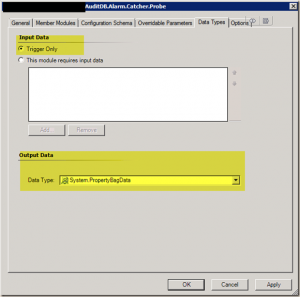 AuditDB.Alarm.Catcher.Probe
General Member Modules Configuration Schema Overridable Parameters Data Types Options
Input Data
Trigger Only
This module requires input data
Add... Remove
Output Data
Data Type: System.PropertyBagData
OK Cancel Apply